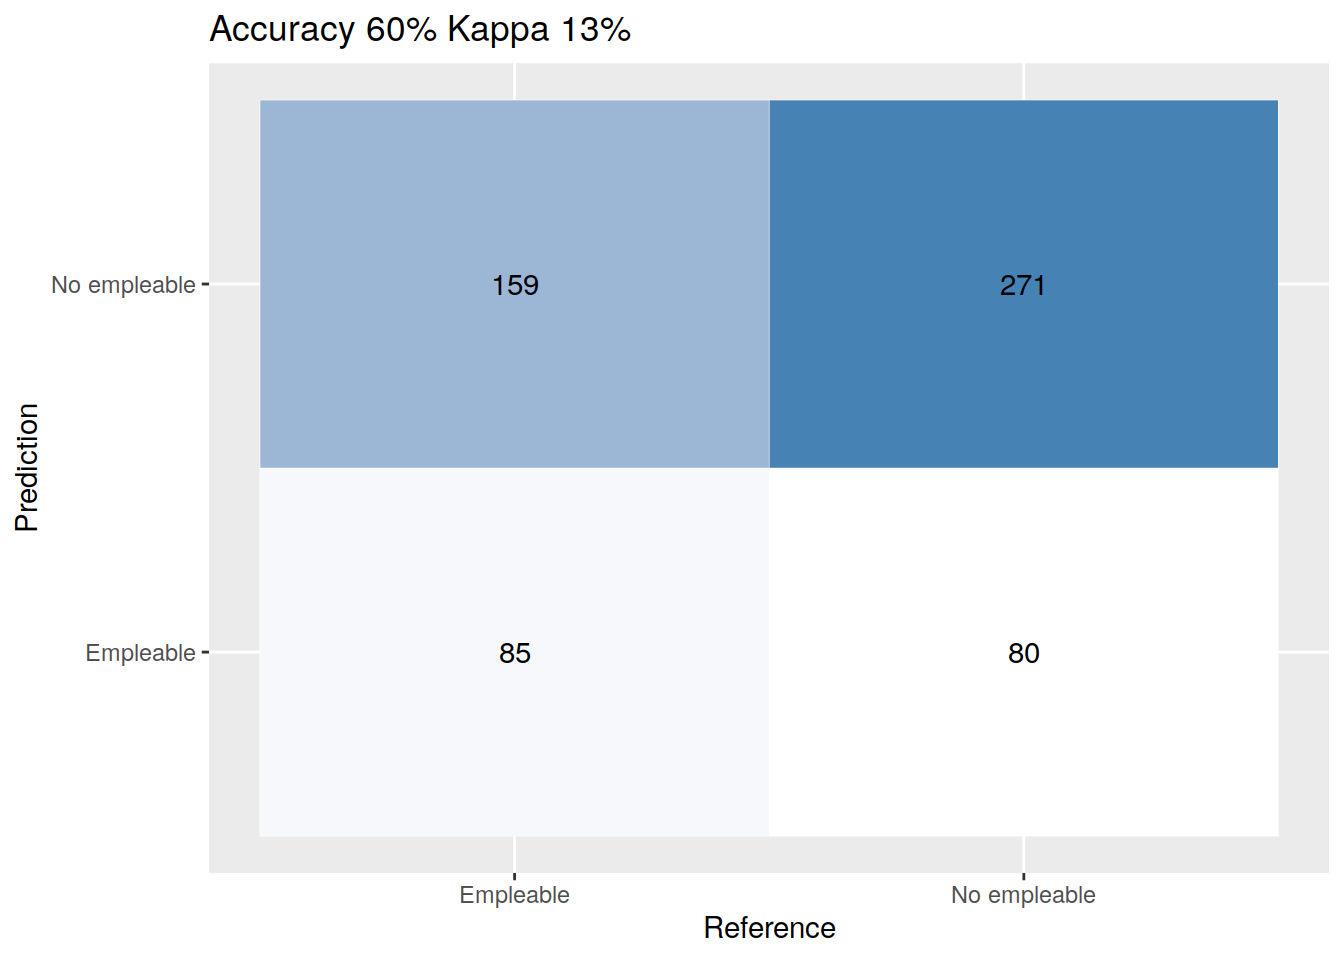 Accuracy 60% Kappa 13%
No empleable
159
271
Prediction
Empleable
85
80
Empleable
No empleable
Reference